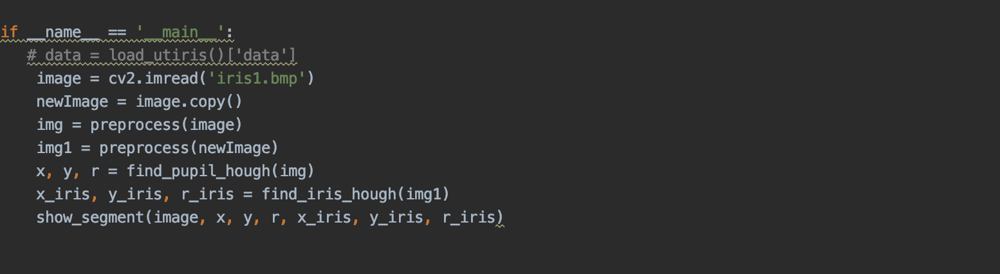 if __name__ == '__main__':
   # data = load_utiris()['data']
    image = cv2.imread('iris1.bmp')
    newImage = image.copy()
    img = preprocess(image)
    img1 = preprocess(newImage)
    x, y, r = find_pupil_hough(img)
    x_iris, y_iris, r_iris = find_iris_hough(img1)
    show_segment(image, x, y, r, x_iris, y_iris, r_iris)